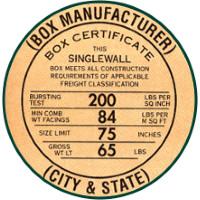 (BOX MANUFACTURER)
BOX CERTIFICATE
THIS
SINGLEWALL
BOX MEETS ALL CONSTRUCTION
REQUIREMENTS OF APPLICABLE
FREIGHT CLASSIFICATION
BURSTING TEST 200 LBS PER SQ INCH
MIN COMB WT FACINGS 84 LBS PER M SQ FT
SIZE LIMIT 75 INCHES
GROSS WT LT 65 LBS
(CITY & STATE)